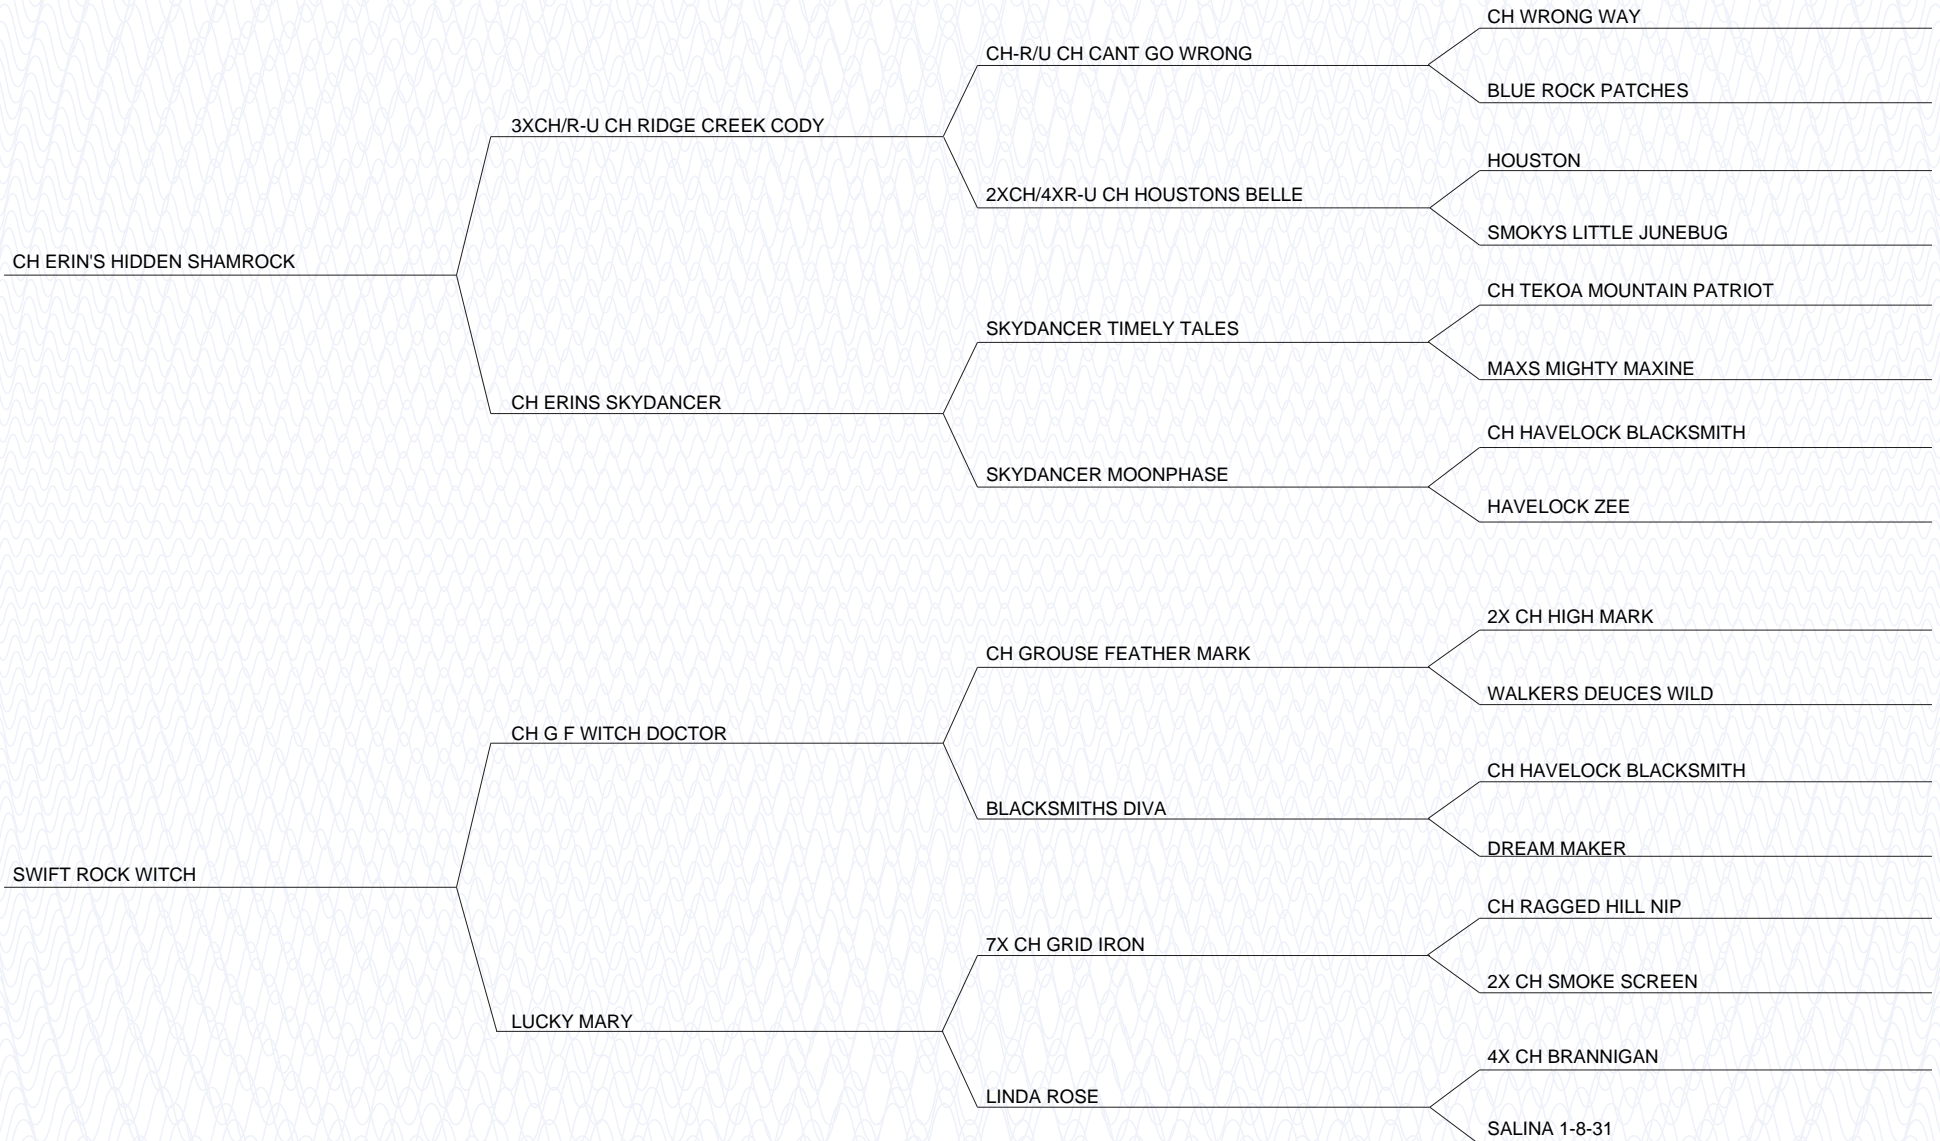 CH WRONG WAY
CH-R/U CH CANT GO WRONG
BLUE ROCK PATCHES
3XCH/R-U CH RIDGE CREEK CODY
HOUSTON
2XCH/4XR-U CH HOUSTONS BELLE
SMOKYS LITTLE JUNEBUG
CH ERIN'S HIDDEN SHAMROCK
CH TEKOA MOUNTAIN PATRIOT
SKYDANCER TIMELY TALES
MAXS MIGHTY MAXINE
CH ERINS SKYDANCER
CH HAVELOCK BLACKSMITH
SKYDANCER MOONPHASE
HAVELOCK ZEE
2X CH HIGH MARK
CH GROUSE FEATHER MARK
WALKERS DEUCES WILD
CH G F WITCH DOCTOR
CH HAVELOCK BLACKSMITH
BLACKSMITHS DIVA
DREAM MAKER
SWIFT ROCK WITCH
CH RAGGED HILL NIP
7X CH GRID IRON
2X CH SMOKE SCREEN
LUCKY MARY
4X CH BRANNIGAN
LINDA ROSE
SALINA 1-8-31